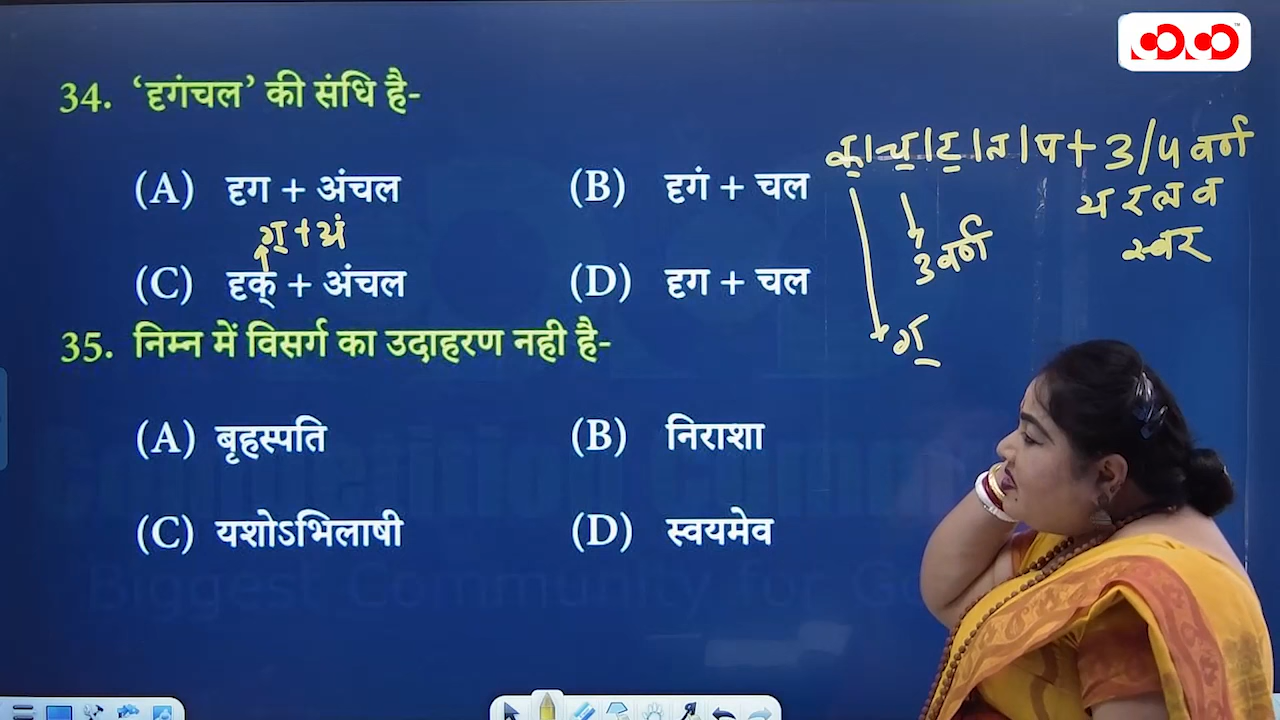 34. ‘दृगंचल’ की संधि है-
(A) दृग + अंचल (B) दृगं + चल
ग् + अं
(C) दृक् + अंचल (D) दृग + चल
35. निम्न में विसर्ग का उदाहरण नही है-
(A) बृहस्पति (B) निराशा
(C) यशोऽभिलाषी (D) स्वयमेव
क् | च् | ट् | त | प + 3/4 वर्ण
य र ल व
स्वर
3 वर्ण
ग्